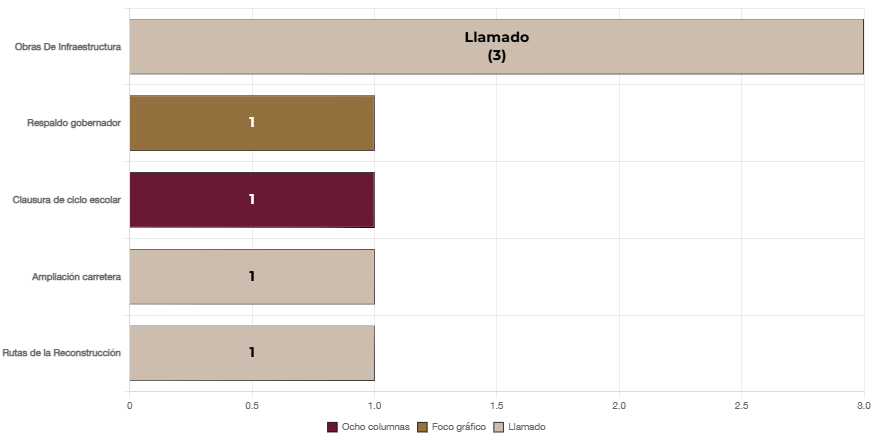 Obras De Infraestructura
Llamado
(3)
Respaldo gobernador
1
Clausura de ciclo escolar
1
Ampliación carretera
1
Rutas de la Reconstrucción
1
0 0.5 1.0 1.5 2.0 2.5 3.0
Ocho columnas Foco gráfico Llamado